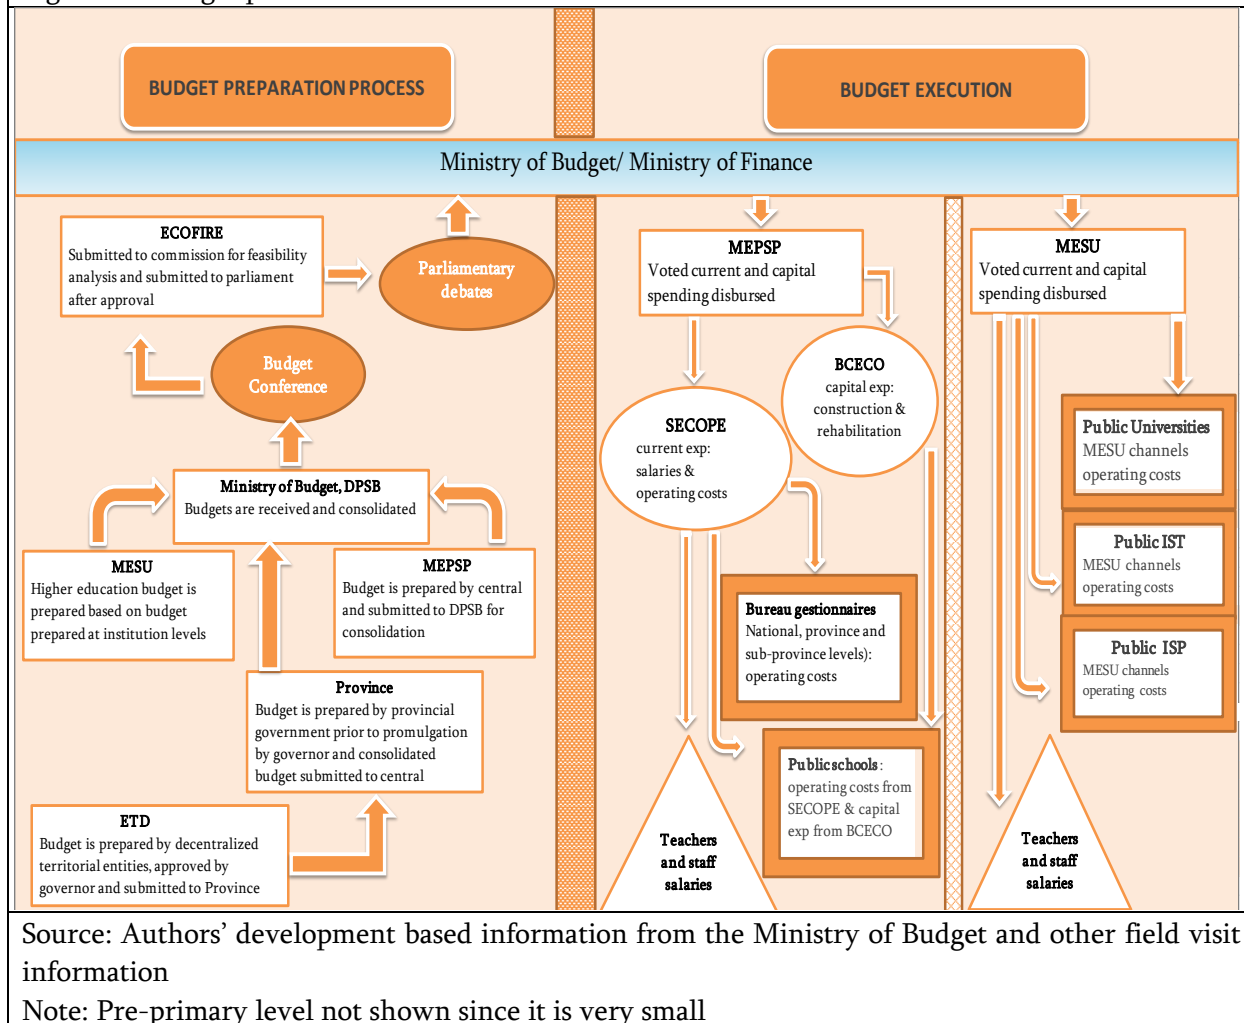 BUDGET PREPARATION PROCESS
BUDGET EXECUTION
Ministry of Budget/ Ministry of Finance
ECOFIRE
Submitted to commission for feasibility
analysis and submitted to parliament
after approval
Parliamentary
debates
Budget
Conference
Ministry of Budget, DPSB
Budgets are received and consolidated
MESU
Higher education budget is
prepared based on budget
prepared at institution levels
MEPSP
Budget is prepared by central
and submitted to DPSB for
consolidation
Province
Budget is prepared by provincial
government prior to promulgation
by governor and consolidated
budget submitted to central
ETD
Budget is prepared by decentralized
territorial entities, approved by
governor and submitted to Province
MEPSP
Voted current and capital
spending disbursed
BCECO
capital exp:
construction &
rehabilitation
SECOPE
current exp:
salaries &
operating costs
Bureau gestionnaires
National, province and
sub-province levels):
operating costs
Public schools :
operating costs from
SECOPE & capital
exp from BCECO
Teachers
and staff
salaries
MESU
Voted current and capital
spending disbursed
Public Universities
MESU channels
operating costs
Public IST
MESU channels
operating costs
Public ISP
MESU channels
operating costs
Teachers
and staff
salaries
Source: Authors’ development based information from the Ministry of Budget and other field visit
information
Note: Pre-primary level not shown since it is very small